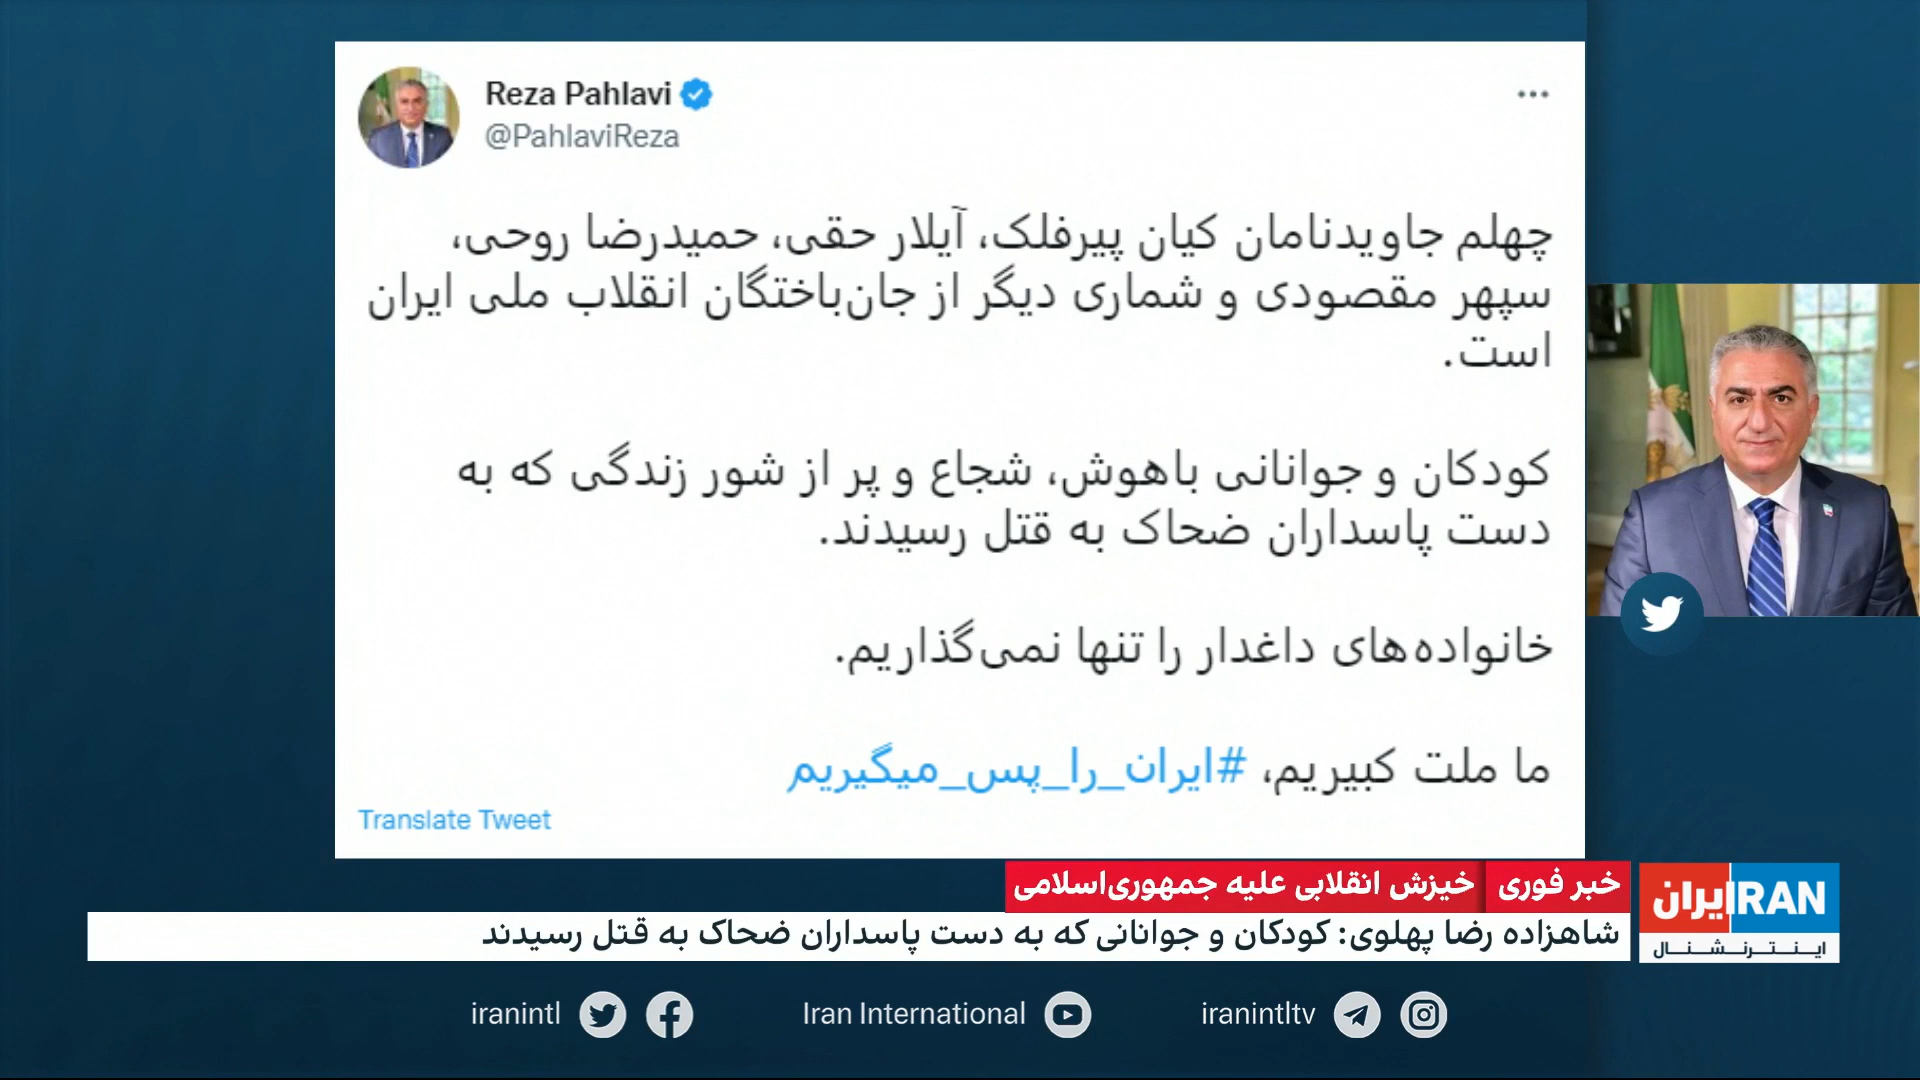 Reza Pahlavi
@PahlaviReza
چهلم جاویدنامان کیان پیرفلک، آیلار حقی، حمیدرضا روحی،
سپهر مقصودی و شماری دیگر از جان‌باختگان انقلاب ملی ایران
است.
کودکان و جوانانی باهوش، شجاع و پر از شور زندگی که به
دست پاسداران ضحاک به قتل رسیدند.
خانواده‌های داغدار را تنها نمی‌گذاریم.
ما ملت کبیریم، #ایران_را_پس_میگیریم
Translate Tweet
خبر فوری خیزش انقلابی علیه جمهوری‌اسلامی
شاهزاده رضا پهلوی: کودکان و جوانانی که به دست پاسداران ضحاک به قتل رسیدند
ایران IRAN
اینترنشنال
iranintl Iran International iranintltv